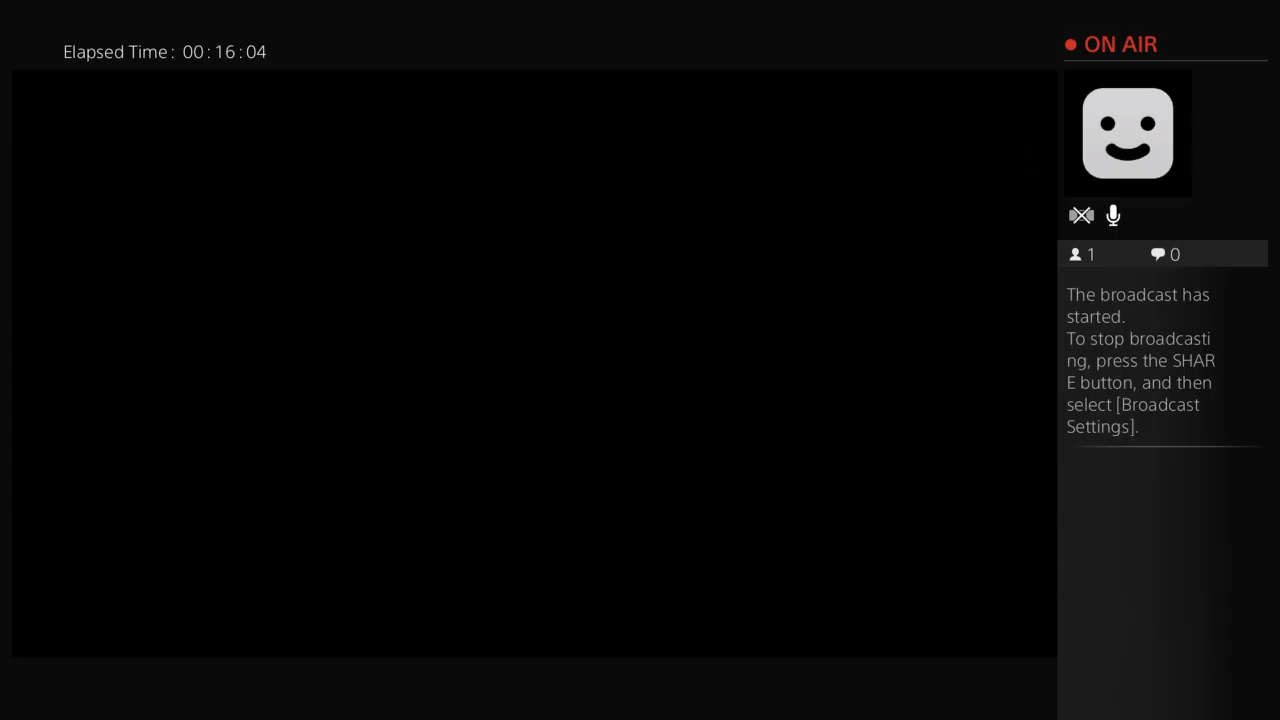 Elapsed Time: 00:16:04
ON AIR
1 0
The broadcast has
started.
To stop broadcasti
ng, press the SHAR
E button, and then
select [Broadcast
Settings].